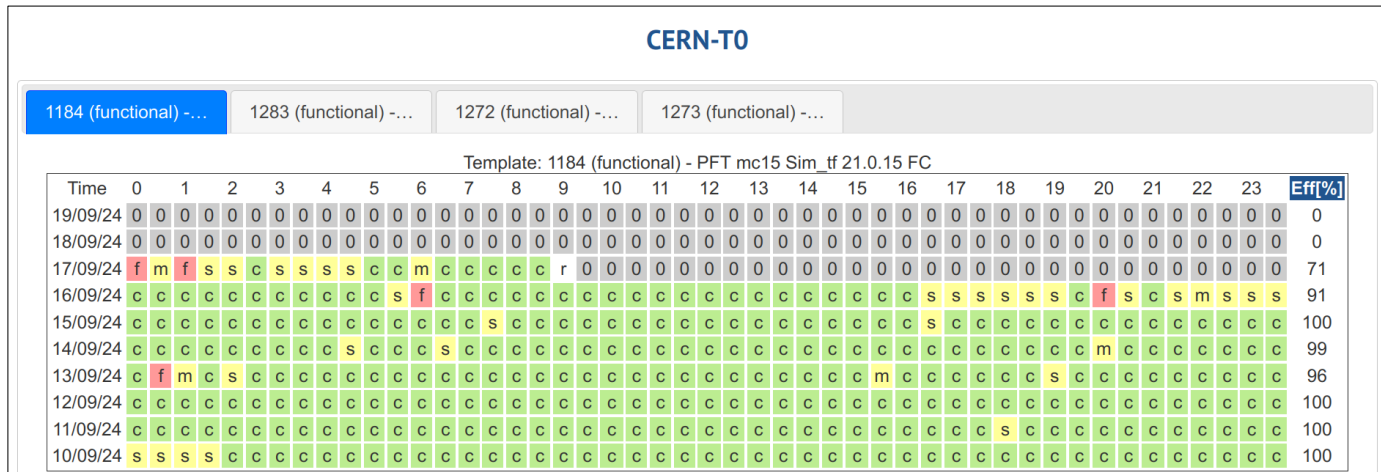 CERN-T0
1184 (functional) -… 1283 (functional) -… 1272 (functional) -… 1273 (functional) -…
Template: 1184 (functional) - PFT mc15 Sim_tf 21.0.15 FC
Time 0 1 2 3 4 5 6 7 8 9 10 11 12 13 14 15 16 17 18 19 20 21 22 23 Eff[%]
19/09/24 0 0 0 0 0 0 0 0 0 0 0 0 0 0 0 0 0 0 0 0 0 0 0 0 0 0 0 0 0 0 0 0 0 0 0 0 0 0 0 0 0 0 0 0 0 0 0 0 0
18/09/24 0 0 0 0 0 0 0 0 0 0 0 0 0 0 0 0 0 0 0 0 0 0 0 0 0 0 0 0 0 0 0 0 0 0 0 0 0 0 0 0 0 0 0 0 0 0 0 0 0
17/09/24 f m f s s c s s s s c c m c c c c c r 0 0 0 0 0 0 0 0 0 0 0 0 0 0 0 0 0 0 0 0 0 0 0 0 0 0 0 0 0 71
16/09/24 c c c c c c c c c c c s f c c c c c c c c c c c c c c c c c c c c s s s s s s c f s c s m s s s 91
15/09/24 c c c c c c c c c c c c c c c s c c c c c c c c c c c c c c c c c s c c c c c c c c c c c c c c 100
14/09/24 c c c c c c c c c s c c c s c c c c c c c c c c c c c c c c c c c c c c c c c c m c c c c c c c 99
13/09/24 c f m c s c c c c c c c c c c c c c c c c c c c c c c c c c c m c c c c c c s c c c c c c c c c 96
12/09/24 c c c c c c c c c c c c c c c c c c c c c c c c c c c c c c c c c c c c c c c c c c c c c c c c 100
11/09/24 c c c c c c c c c c c c c c c c c c c c c c c c c c c c c c c c c c c c s c c c c c c c c c c c 100
10/09/24 s s s s c c c c c c c c c c c c c c c c c c c c c c c c c c c c c c c c c c c c c c c c c c c c 100